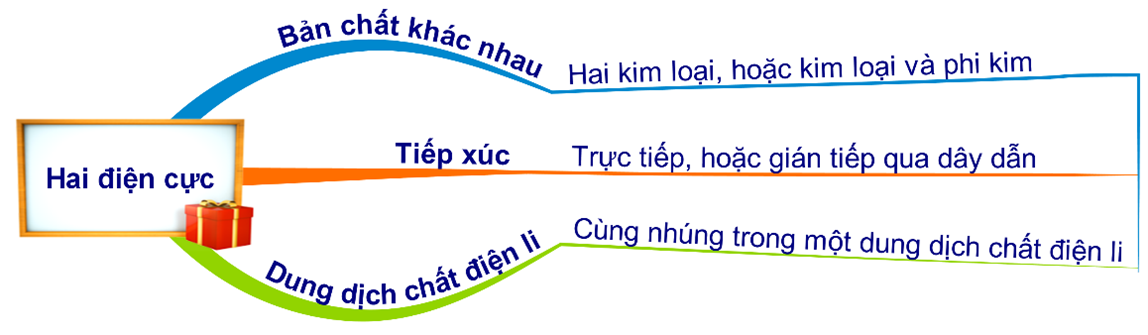 Hai điện cực
Bản chất khác nhau
Hai kim loại, hoặc kim loại và phi kim
Tiếp xúc
Trực tiếp, hoặc gián tiếp qua dây dẫn
Dung dịch chất điện li
Cùng nhúng trong một dung dịch chất điện li